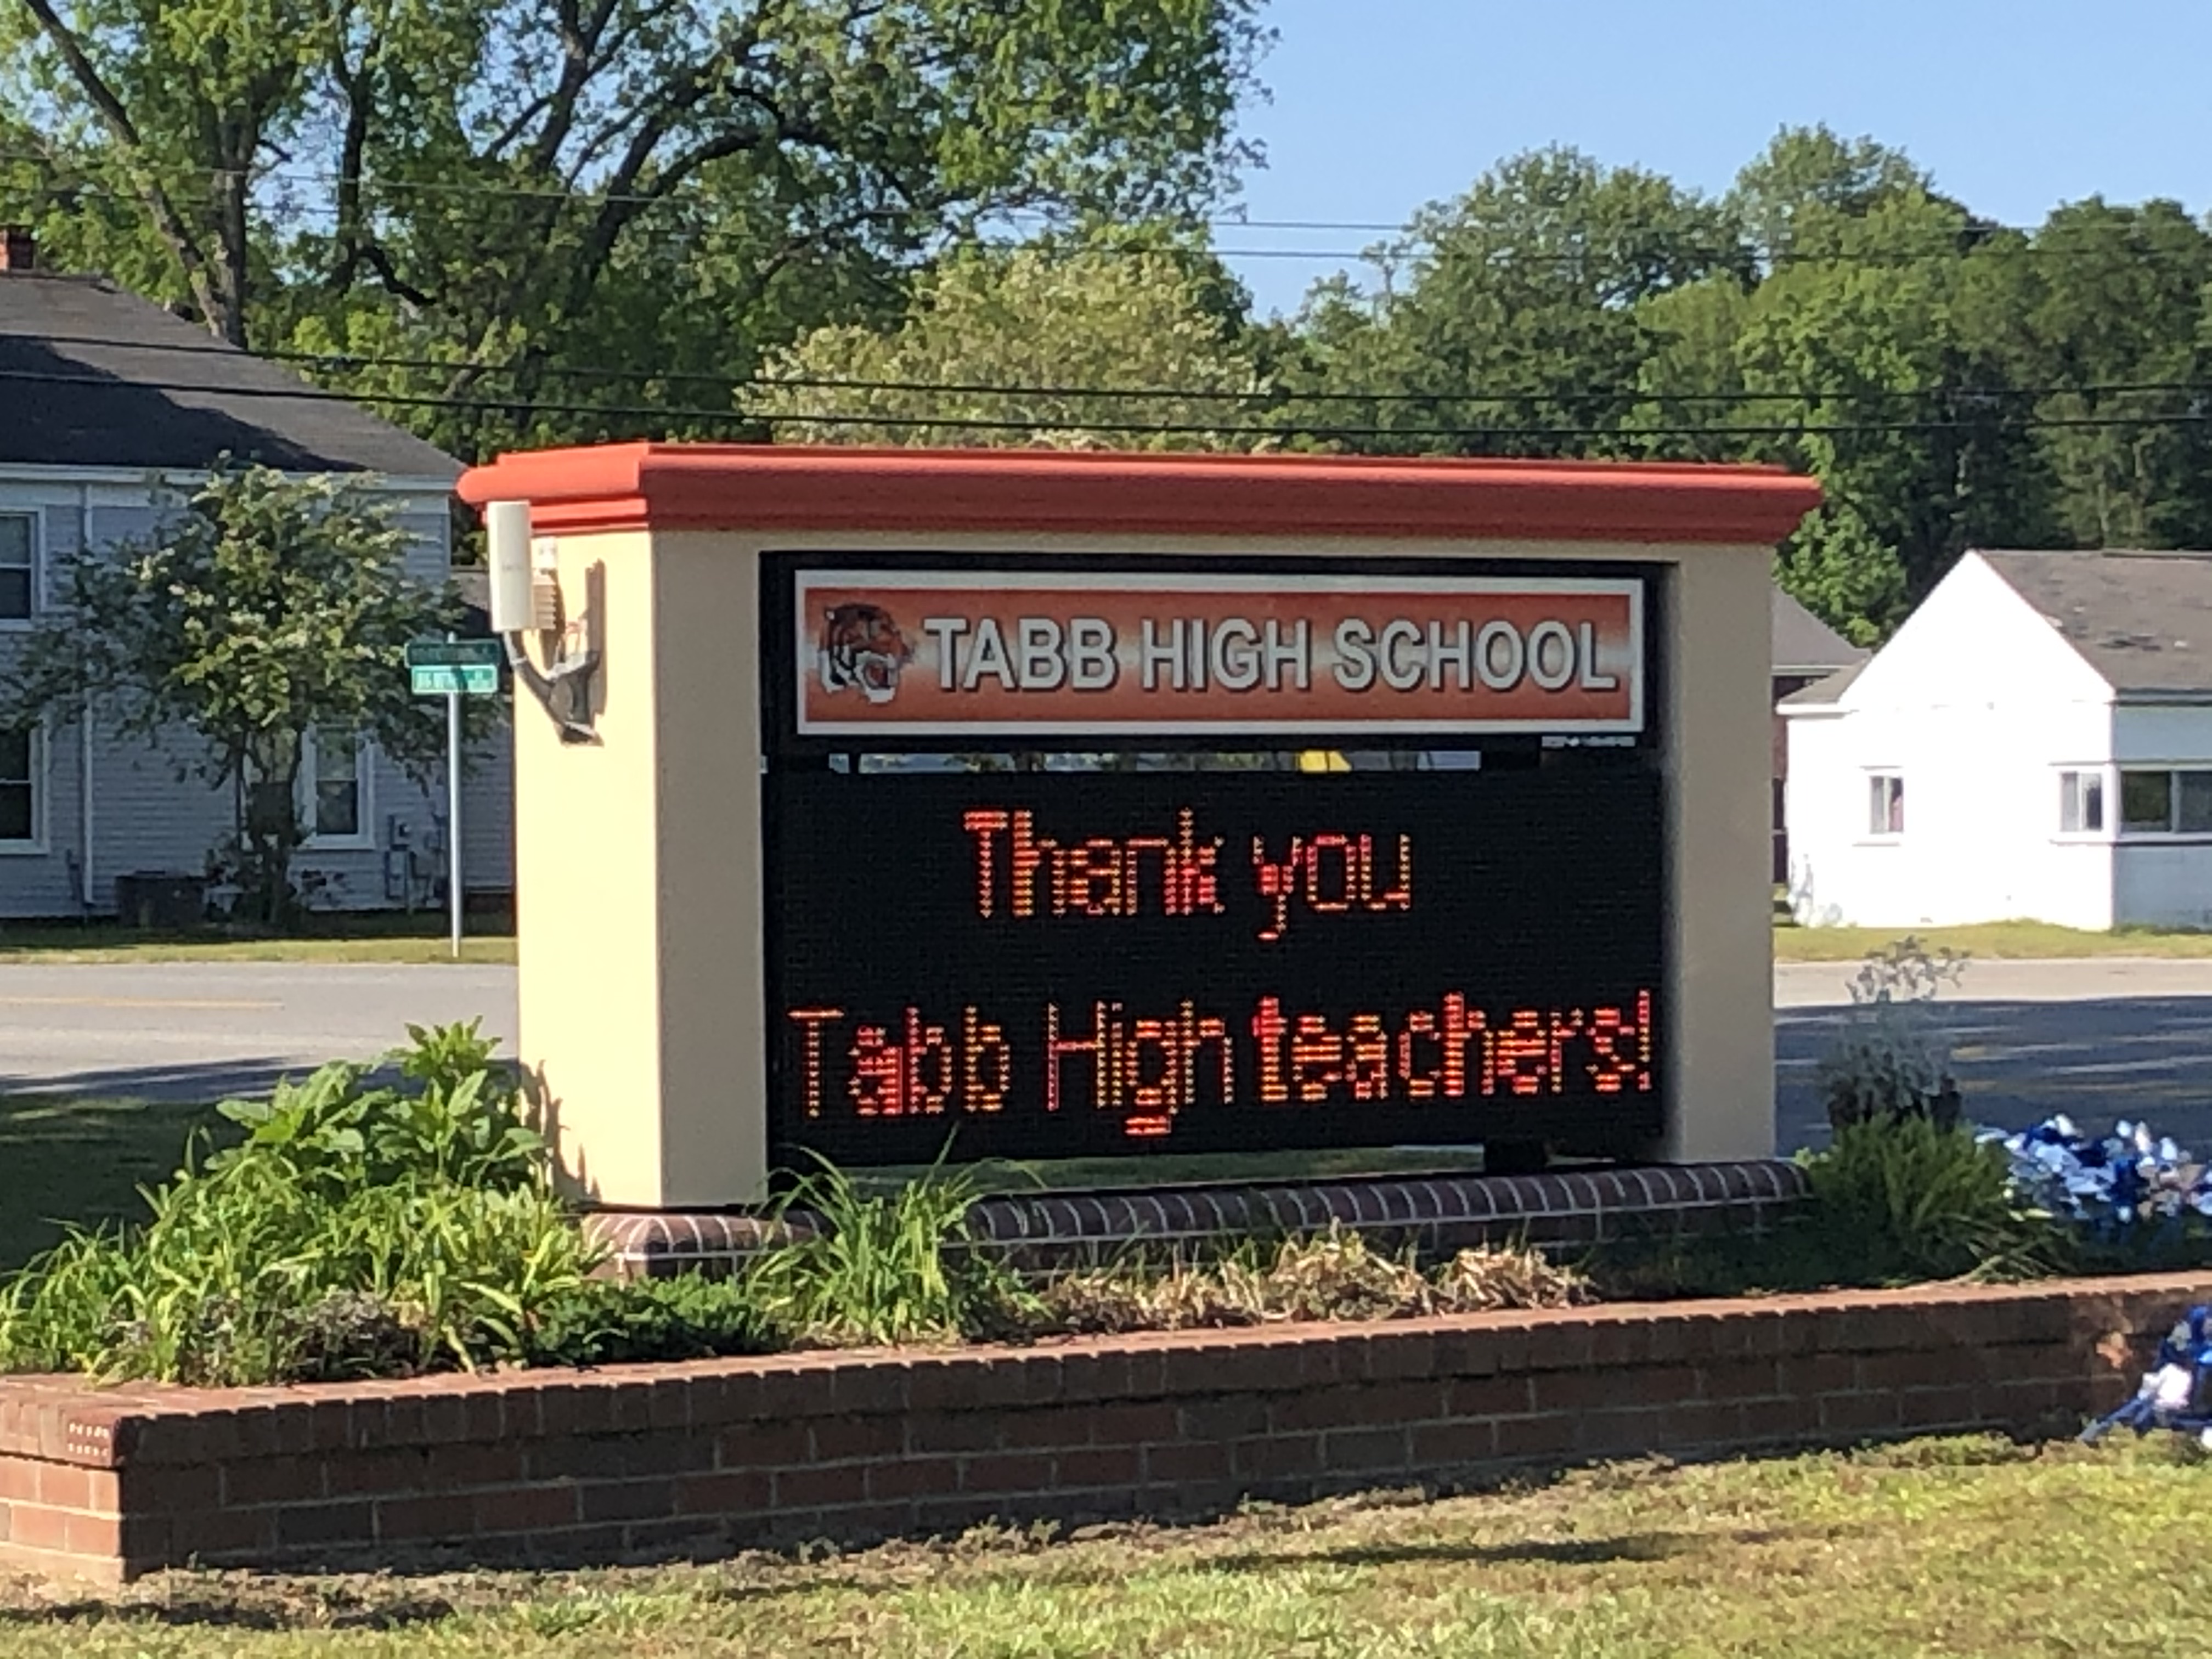 TABB HIGH SCHOOL
Thank you
Tabb High teachers!